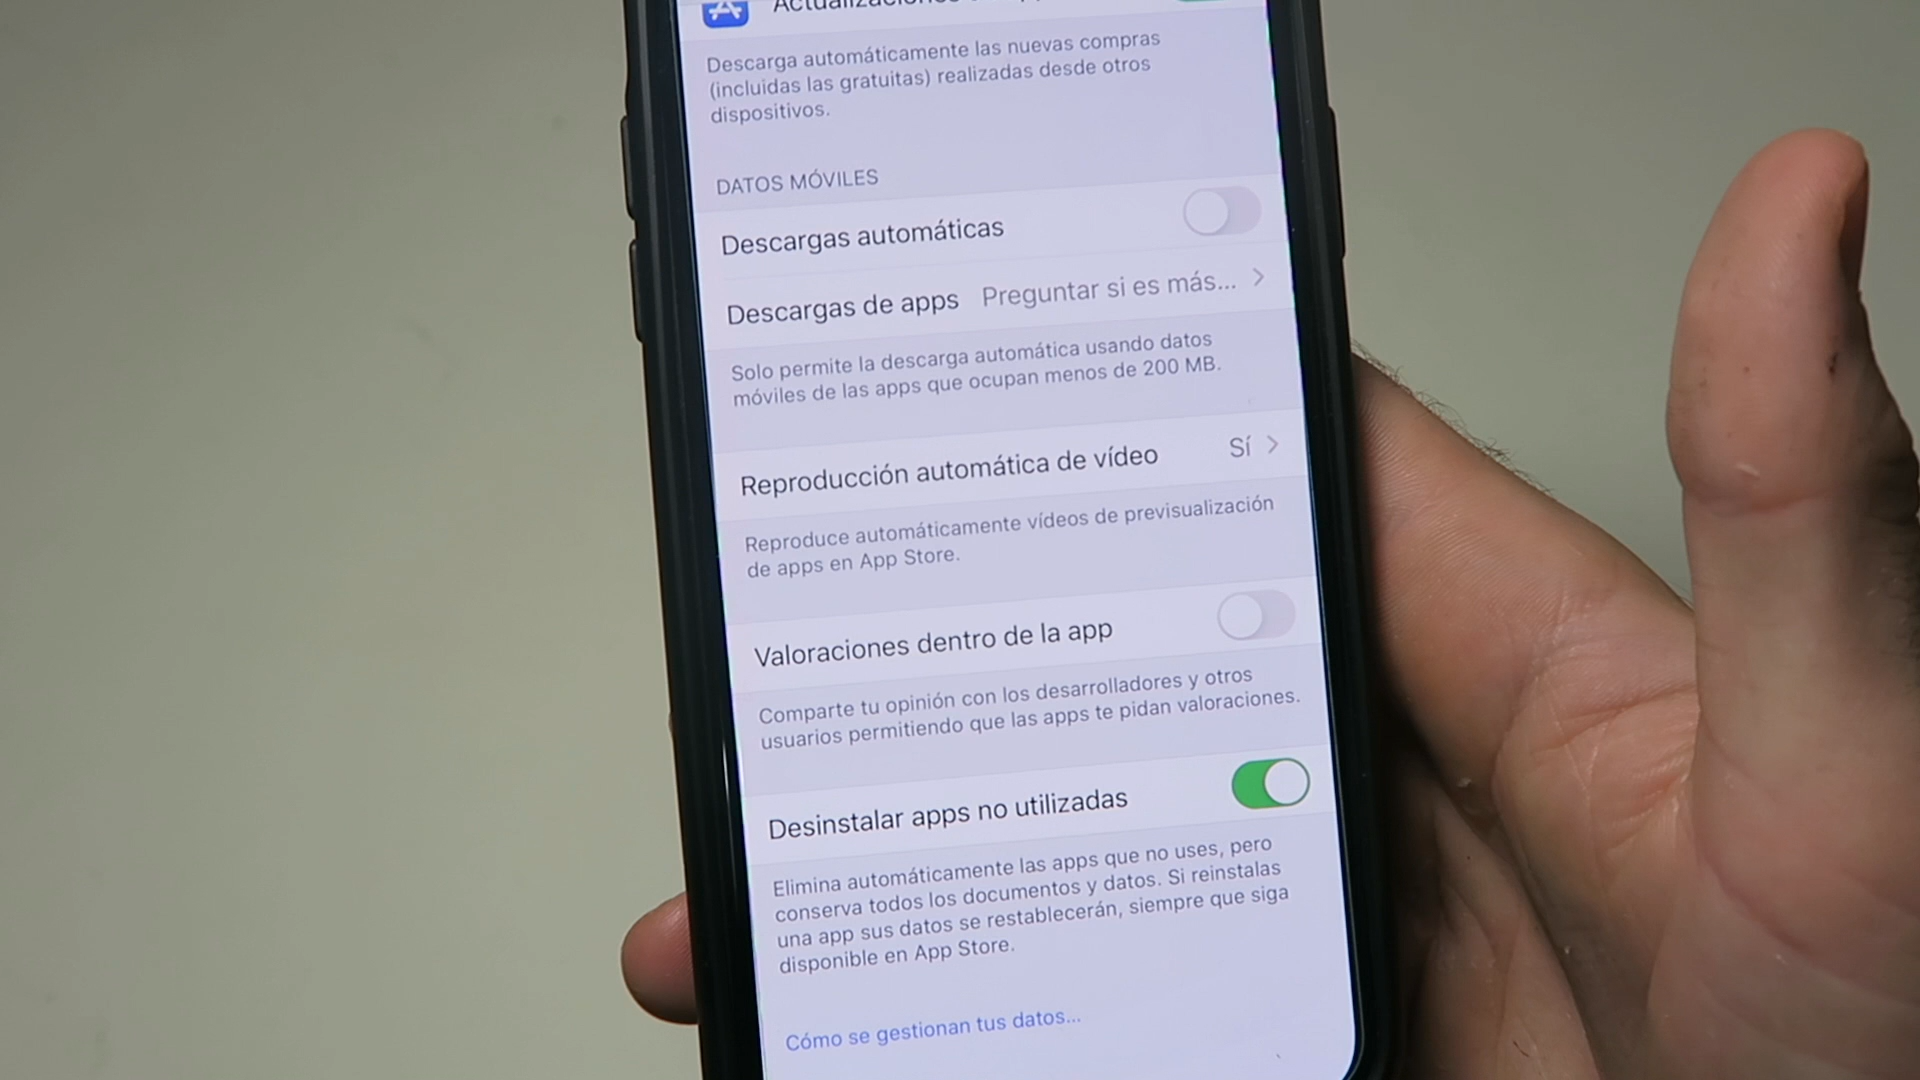 Descarga automáticamente las nuevas compras
(incluidas las gratuitas) realizadas desde otros
dispositivos.
DATOS MÓVILES
Descargas automáticas
Descargas de apps Preguntar si es más... >
Solo permite la descarga automática usando datos
móviles de las apps que ocupan menos de 200 MB.
Reproducción automática de vídeo Sí >
Reproduce automáticamente vídeos de previsualización
de apps en App Store.
Valoraciones dentro de la app
Comparte tu opinión con los desarrolladores y otros
usuarios permitiendo que las apps te pidan valoraciones.
Desinstalar apps no utilizadas
Elimina automáticamente las apps que no uses, pero
conserva todos los documentos y datos. Si reinstalas
una app sus datos se restablecerán, siempre que siga
disponible en App Store.
Cómo se gestionan tus datos...